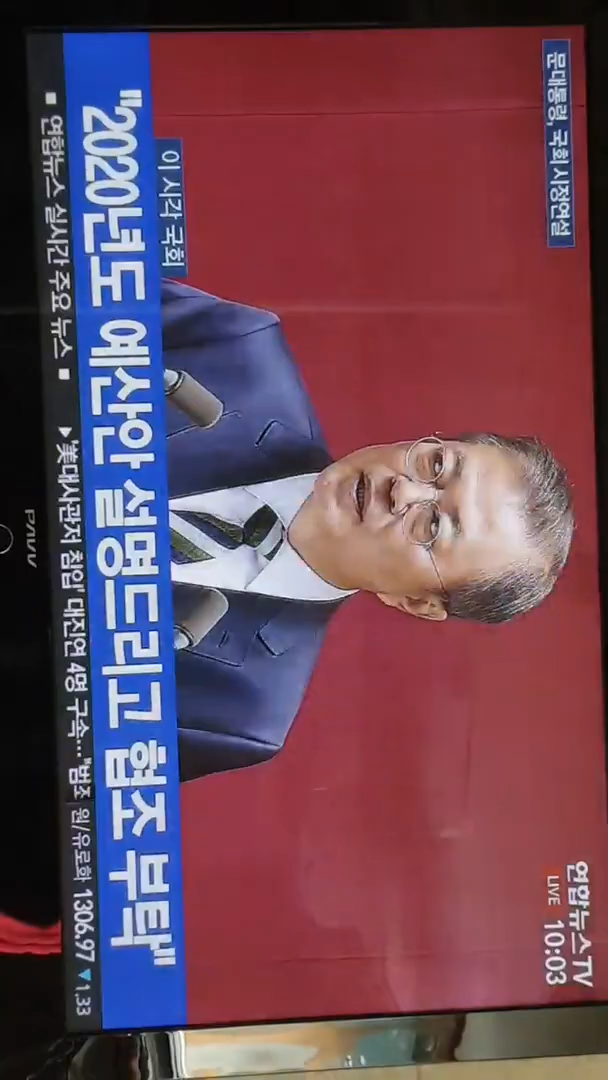 문대통령, 국회 시정연설
연합뉴스TV
LIVE 10:03
이 시각 국회
"2020년도 예산안 설명드리고 협조 부탁"
■ 연합뉴스 실시간 주요 뉴스 ■ ▶'美대사관저 침입' 대진연 4명 구속…"범죄 원/유로화 1306.97 ▼ 1.33
PAVV